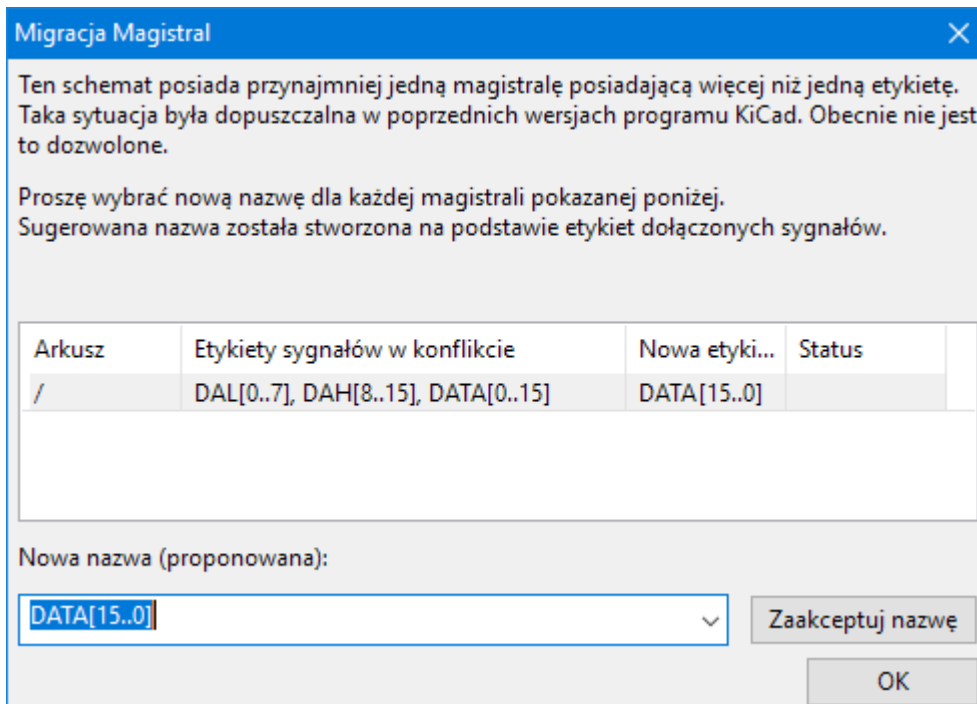 Migracja Magistral
Ten schemat posiada przynajmniej jedną magistralę posiadającą więcej niż jedną etykietę.
Taka sytuacja była dopuszczalna w poprzednich wersjach programu KiCad. Obecnie nie jest
to dozwolone.
Proszę wybrać nową nazwę dla każdej magistrali pokazanej poniżej.
Sugerowana nazwa została stworzona na podstawie etykiet dołączonych sygnałów.
Arkusz Etykiety sygnałów w konflikcie Nowa etyki... Status
/ DAL[0..7], DAH[8..15], DATA[0..15] DATA[15..0]
Nowa nazwa (proponowana):
DATA[15..0] Zaakceptuj nazwę
OK